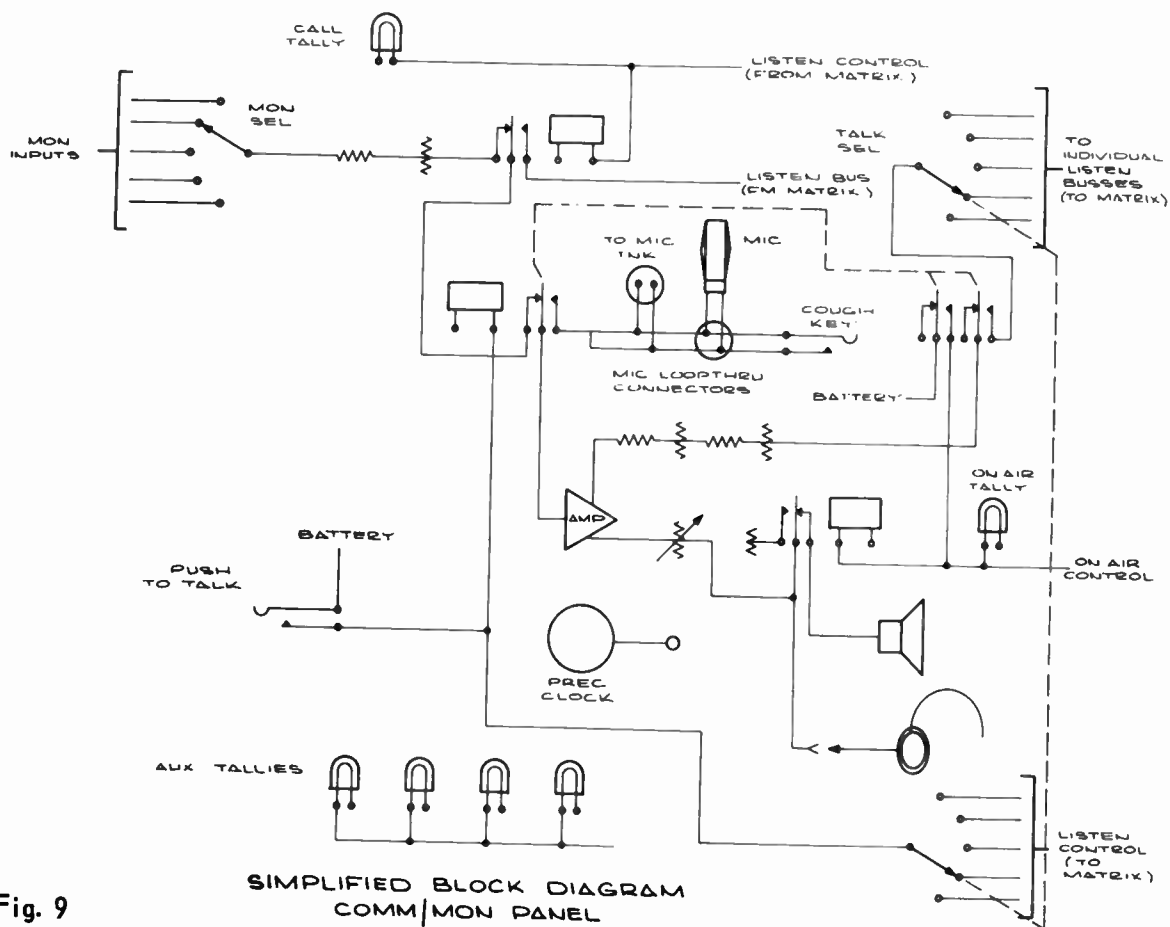 CALL
TALLY
LISTEN CONTROL
(FROM MATRIX)
MON
SEL
MON
INPUTS
TALK
SEL
TO
INDIVIDUAL
LISTEN
BUSSES
(TO MATRIX)
LISTEN BUS
(FM MATRIX)
TO MIC
TNK
MIC
COUGH
KEY
MIC LOOPTHRU
CONNECTORS
BATTERY
ON AIR
TALLY
AMP
BATTERY
PUSH
TO TALK
ON AIR
CONTROL
PREC
CLOCK
AUX TALLIES
LISTEN
CONTROL
(TO
MATRIX)
SIMPLIFIED BLOCK DIAGRAM
COMM/MON PANEL
Fig. 9